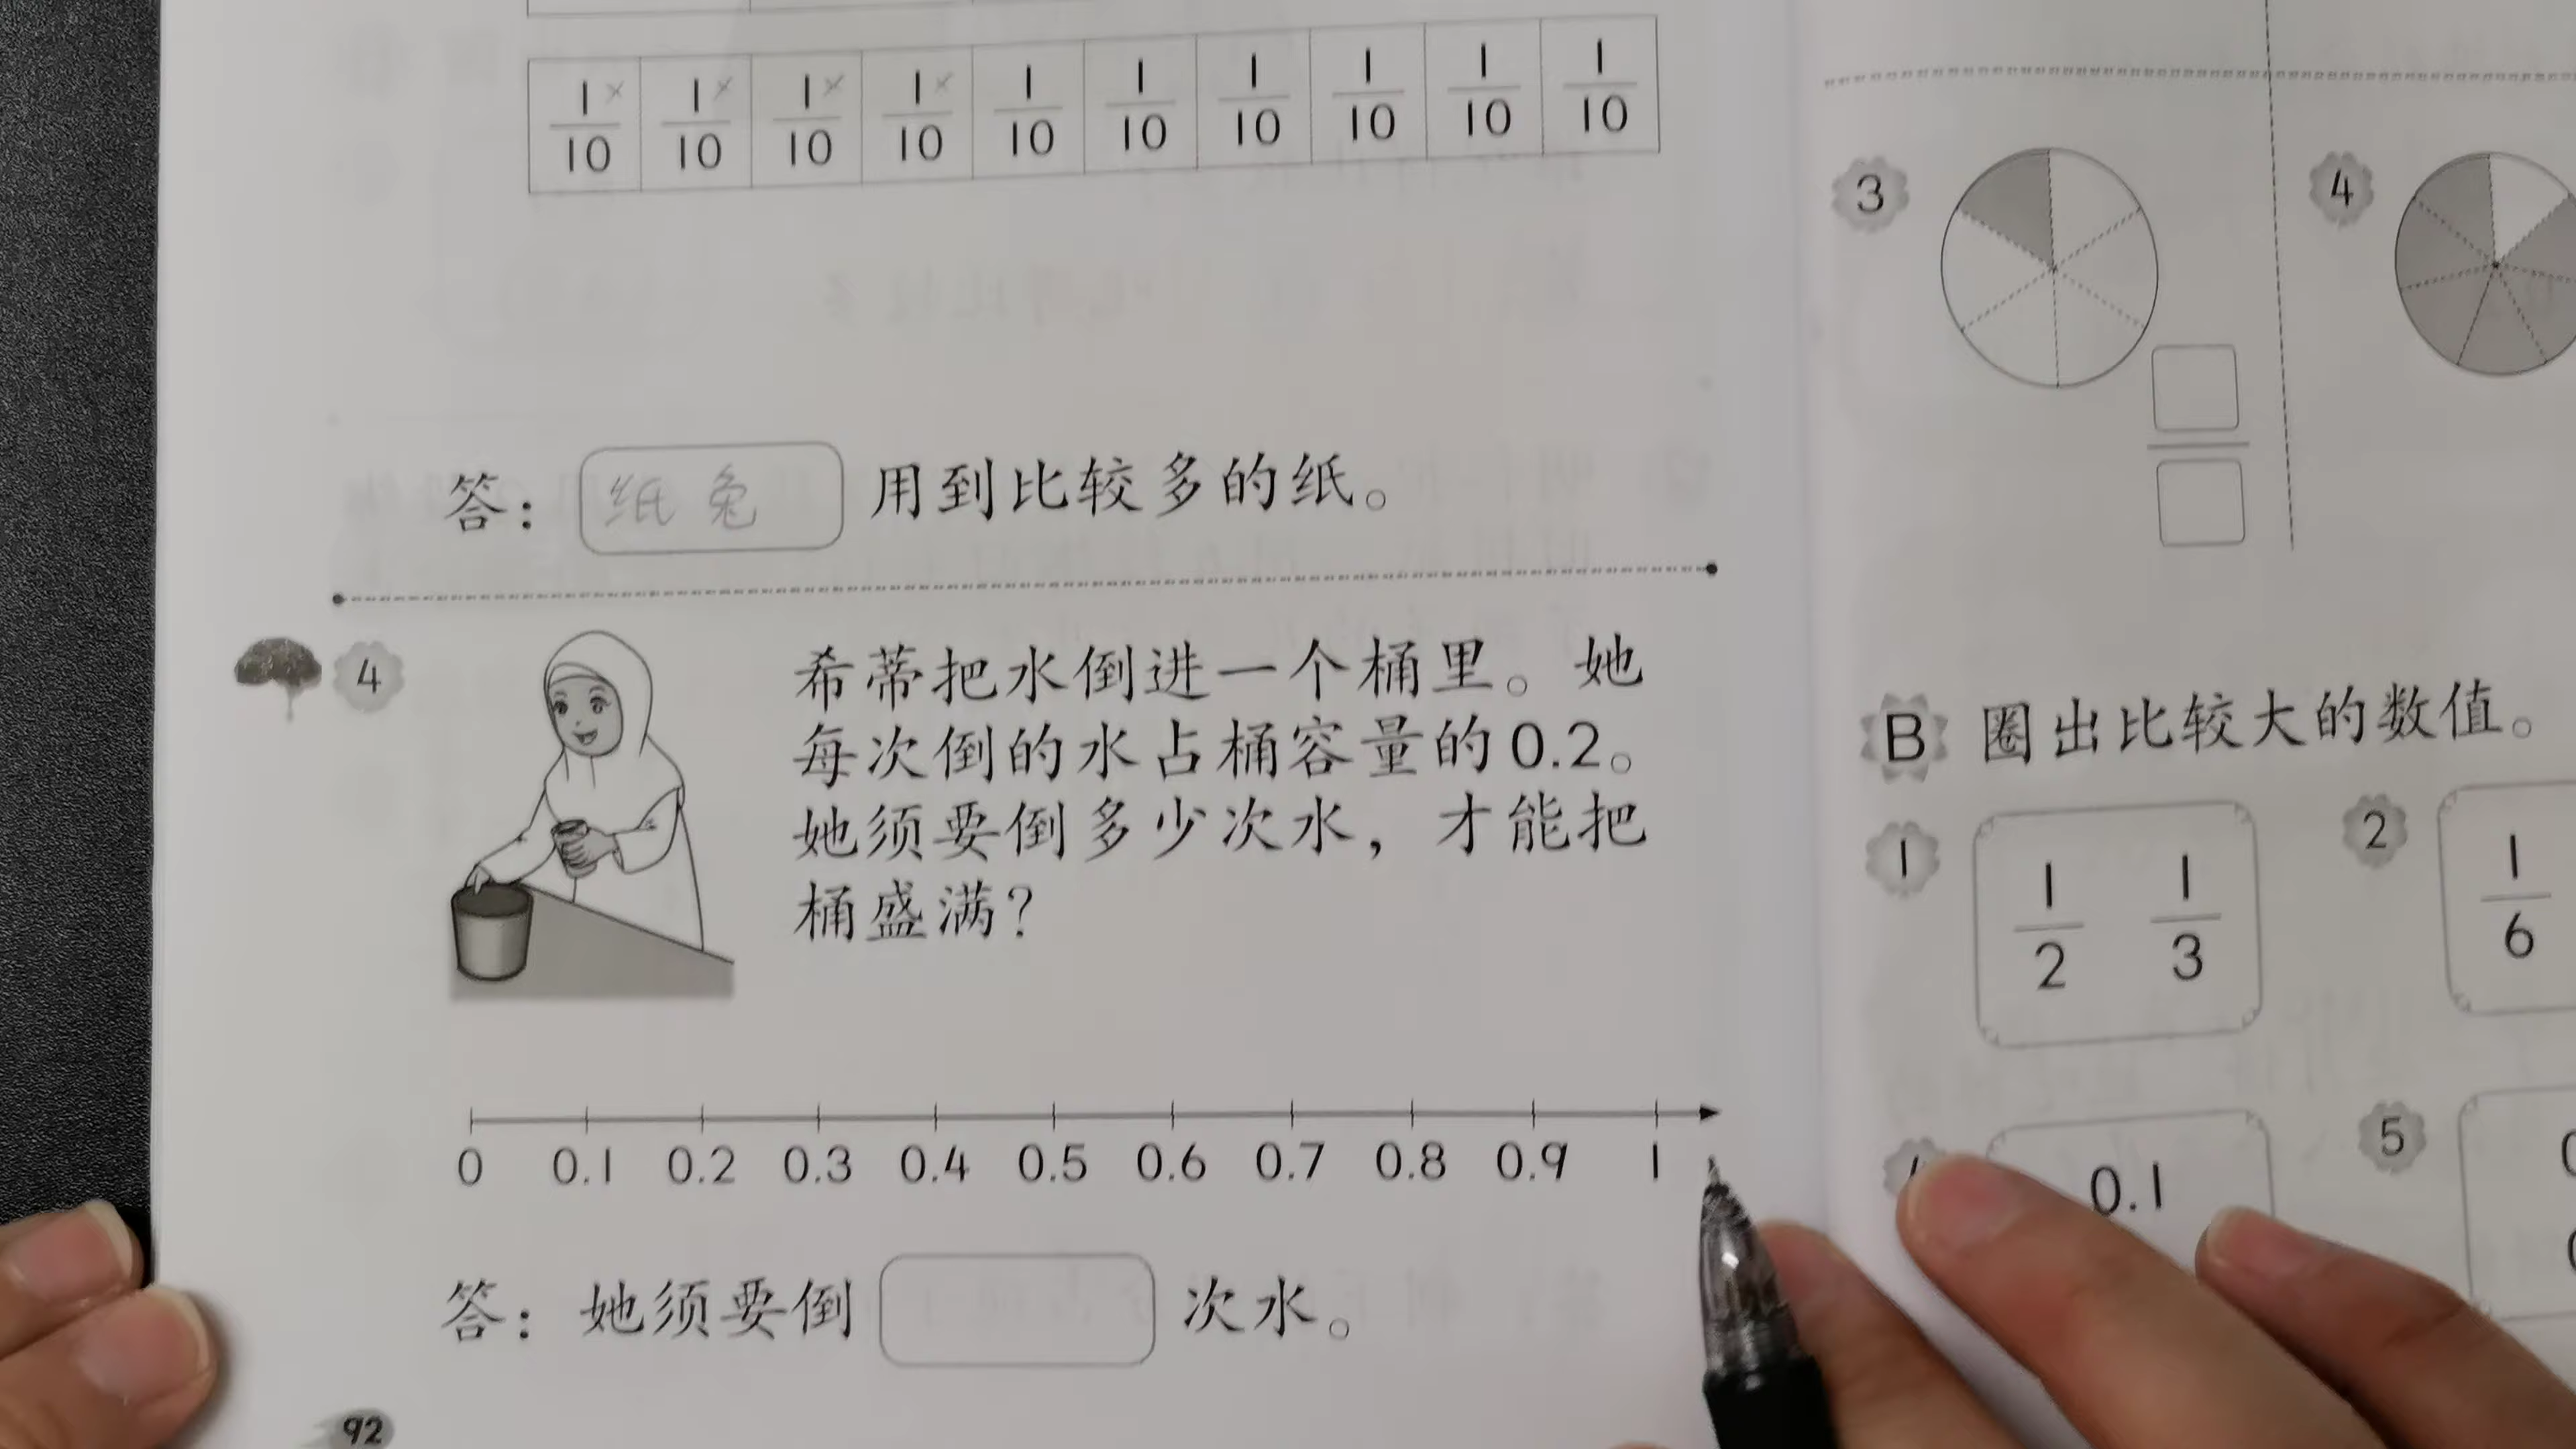 1/10 × 1/10 × 1/10 × 1/10 × 1/10 1/10 1/10 1/10 1/10 1/10
答： 纸兔 用到比较多的纸。
4
希蒂把水倒进一个桶里。她
每次倒的水占桶容量的0.2。
她须要倒多少次水，才能把
桶盛满？
0 0.1 0.2 0.3 0.4 0.5 0.6 0.7 0.8 0.9 1
答：她须要倒 次水。
92
3
4
B 圈出比较大的数值。
1
1/2 1/3
2
1/6
0.1
5